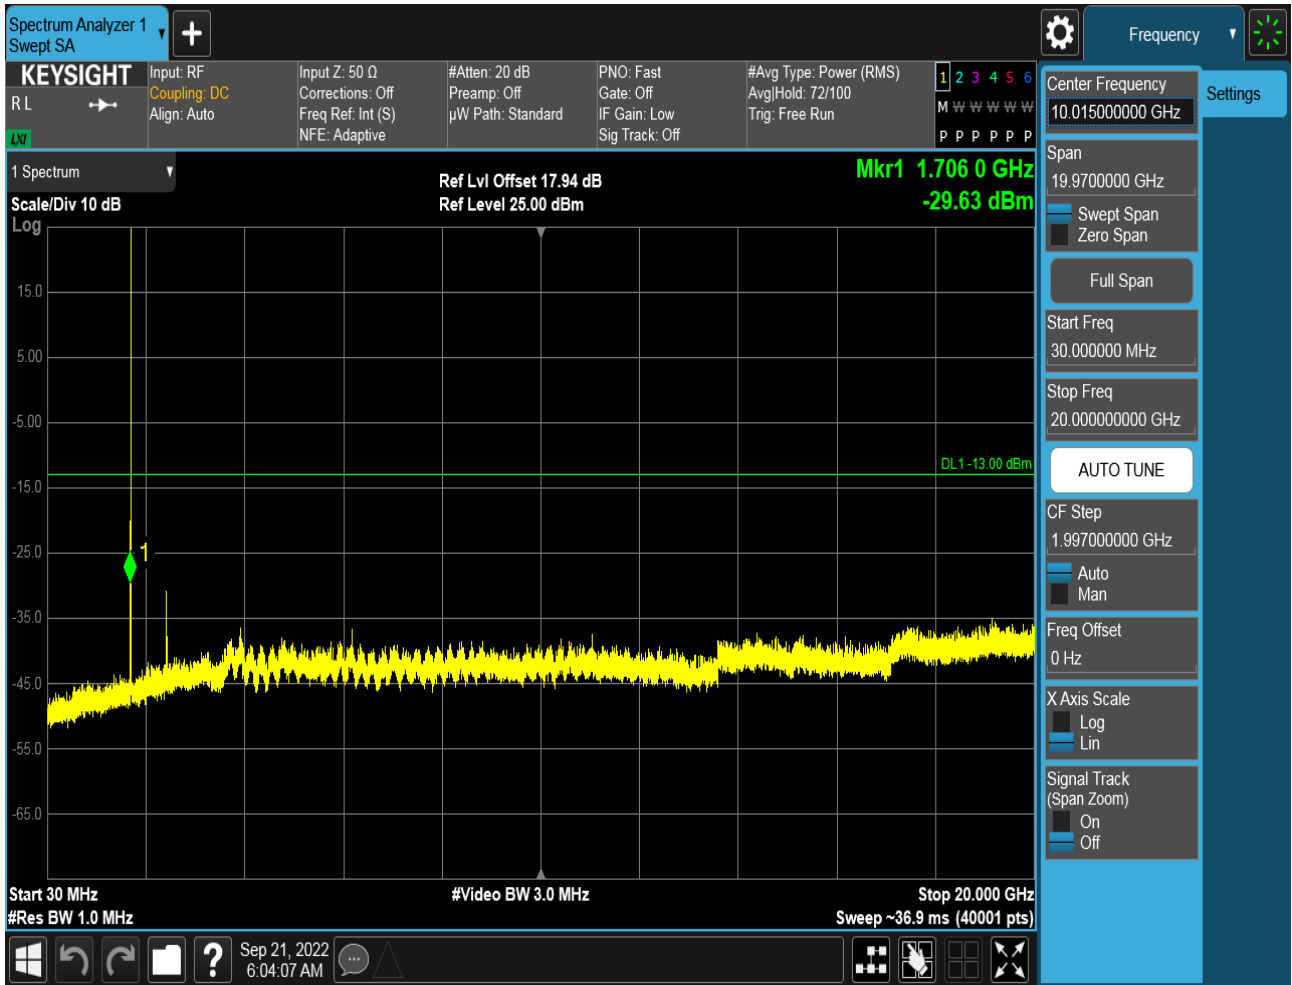 Spectrum Analyzer 1
Swept SA
Frequency
KEYSIGHT
R L
LXI
Input: RF
Coupling: DC
Align: Auto
Input Z: 50 Ω
Corrections: Off
Freq Ref: Int (S)
NFE: Adaptive
#Atten: 20 dB
Preamp: Off
µW Path: Standard
PNO: Fast
Gate: Off
IF Gain: Low
Sig Track: Off
#Avg Type: Power (RMS)
Avg|Hold: 72/100
Trig: Free Run
1 2 3 4 5 6
M W W W W W
P P P P P P
1 Spectrum
Scale/Div 10 dB
Log
Ref Lvl Offset 17.94 dB
Ref Level 25.00 dBm
Mkr1 1.706 0 GHz
-29.63 dBm
15.0
5.00
-5.00
DL1 -13.00 dBm
-15.0
1
-25.0
-35.0
-45.0
-55.0
-65.0
Start 30 MHz
#Res BW 1.0 MHz
#Video BW 3.0 MHz
Stop 20.000 GHz
Sweep ~36.9 ms (40001 pts)
Sep 21, 2022
6:04:07 AM
Center Frequency
10.015000000 GHz
Settings
Span
19.9700000 GHz
Swept Span
Zero Span
Full Span
Start Freq
30.000000 MHz
Stop Freq
20.000000000 GHz
AUTO TUNE
CF Step
1.997000000 GHz
Auto
Man
Freq Offset
0 Hz
X Axis Scale
Log
Lin
Signal Track
(Span Zoom)
On
Off